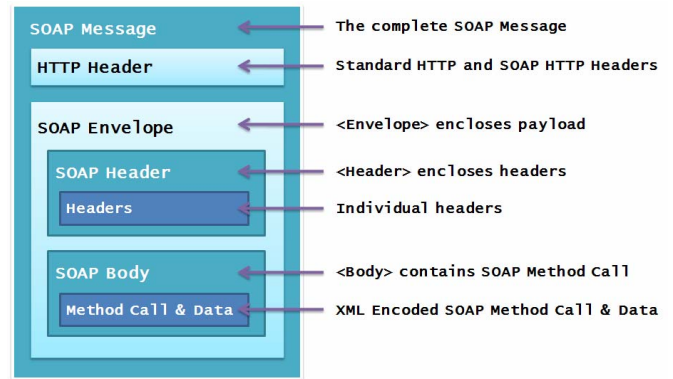 SOAP Message
The complete SOAP Message
HTTP Header
Standard HTTP and SOAP HTTP Headers
SOAP Envelope
<Envelope> encloses payload
SOAP Header
<Header> encloses headers
Headers
Individual headers
SOAP Body
<Body> contains SOAP Method Call
Method Call & Data
XML Encoded SOAP Method Call & Data